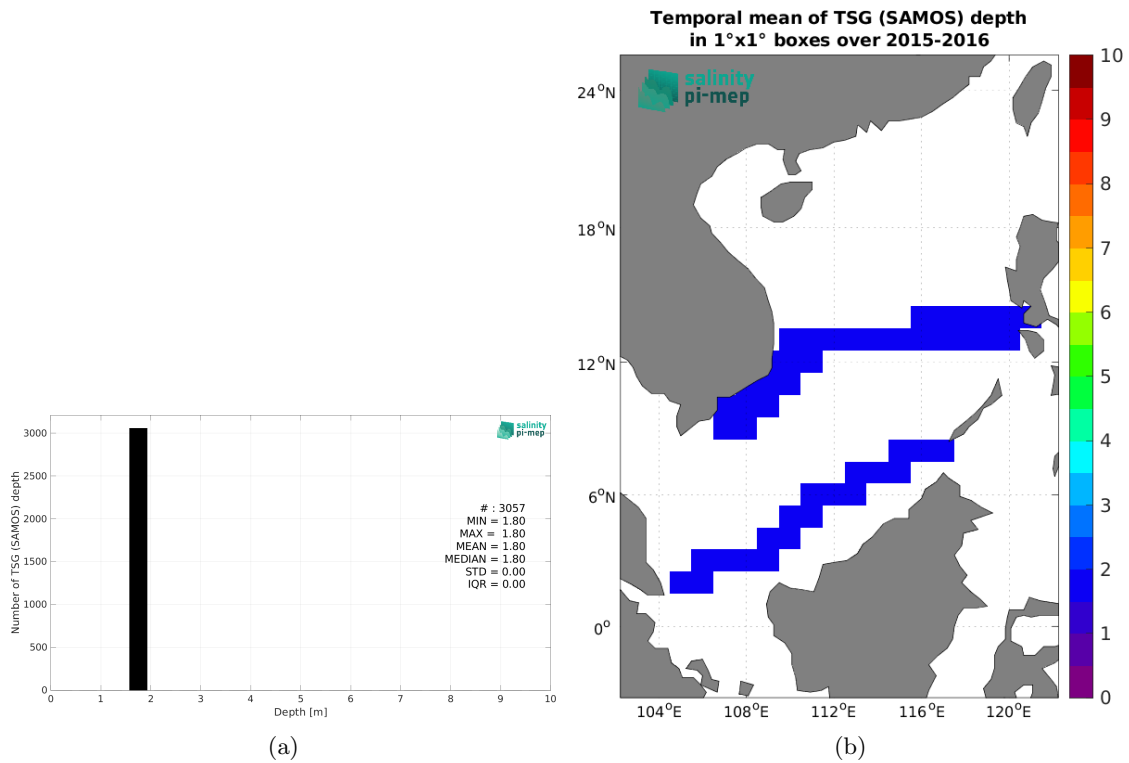 3000
2500
2000
1500
1000
500
0
Number of TSG (SAMOS) depth
salinity
pi-mep
# : 3057
MIN = 1.80
MAX = 1.80
MEAN = 1.80
MEDIAN = 1.80
STD = 0.00
IQR = 0.00
0 1 2 3 4 5 6 7 8 9 10
Depth [m]
(a)
Temporal mean of TSG (SAMOS) depth
in 1°x1° boxes over 2015-2016
salinity
pi-mep
24°N
18°N
12°N
6°N
0°
104°E 108°E 112°E 116°E 120°E
10
9
8
7
6
5
4
3
2
1
0
(b)